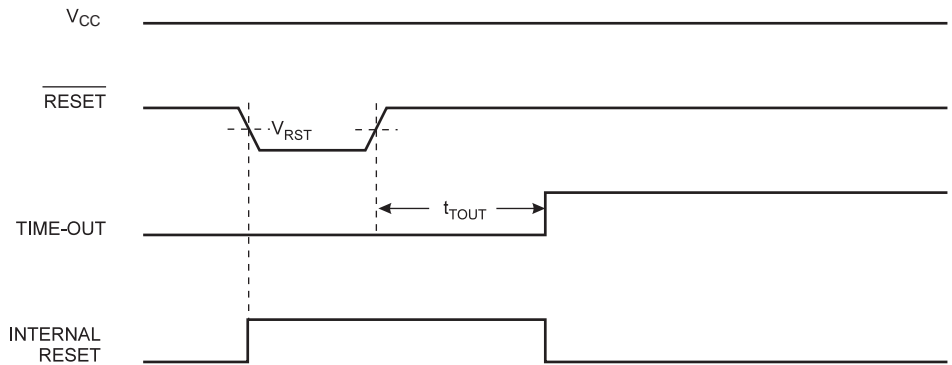 VCC
RESET
VRST
tTOUT
TIME-OUT
INTERNAL
RESET